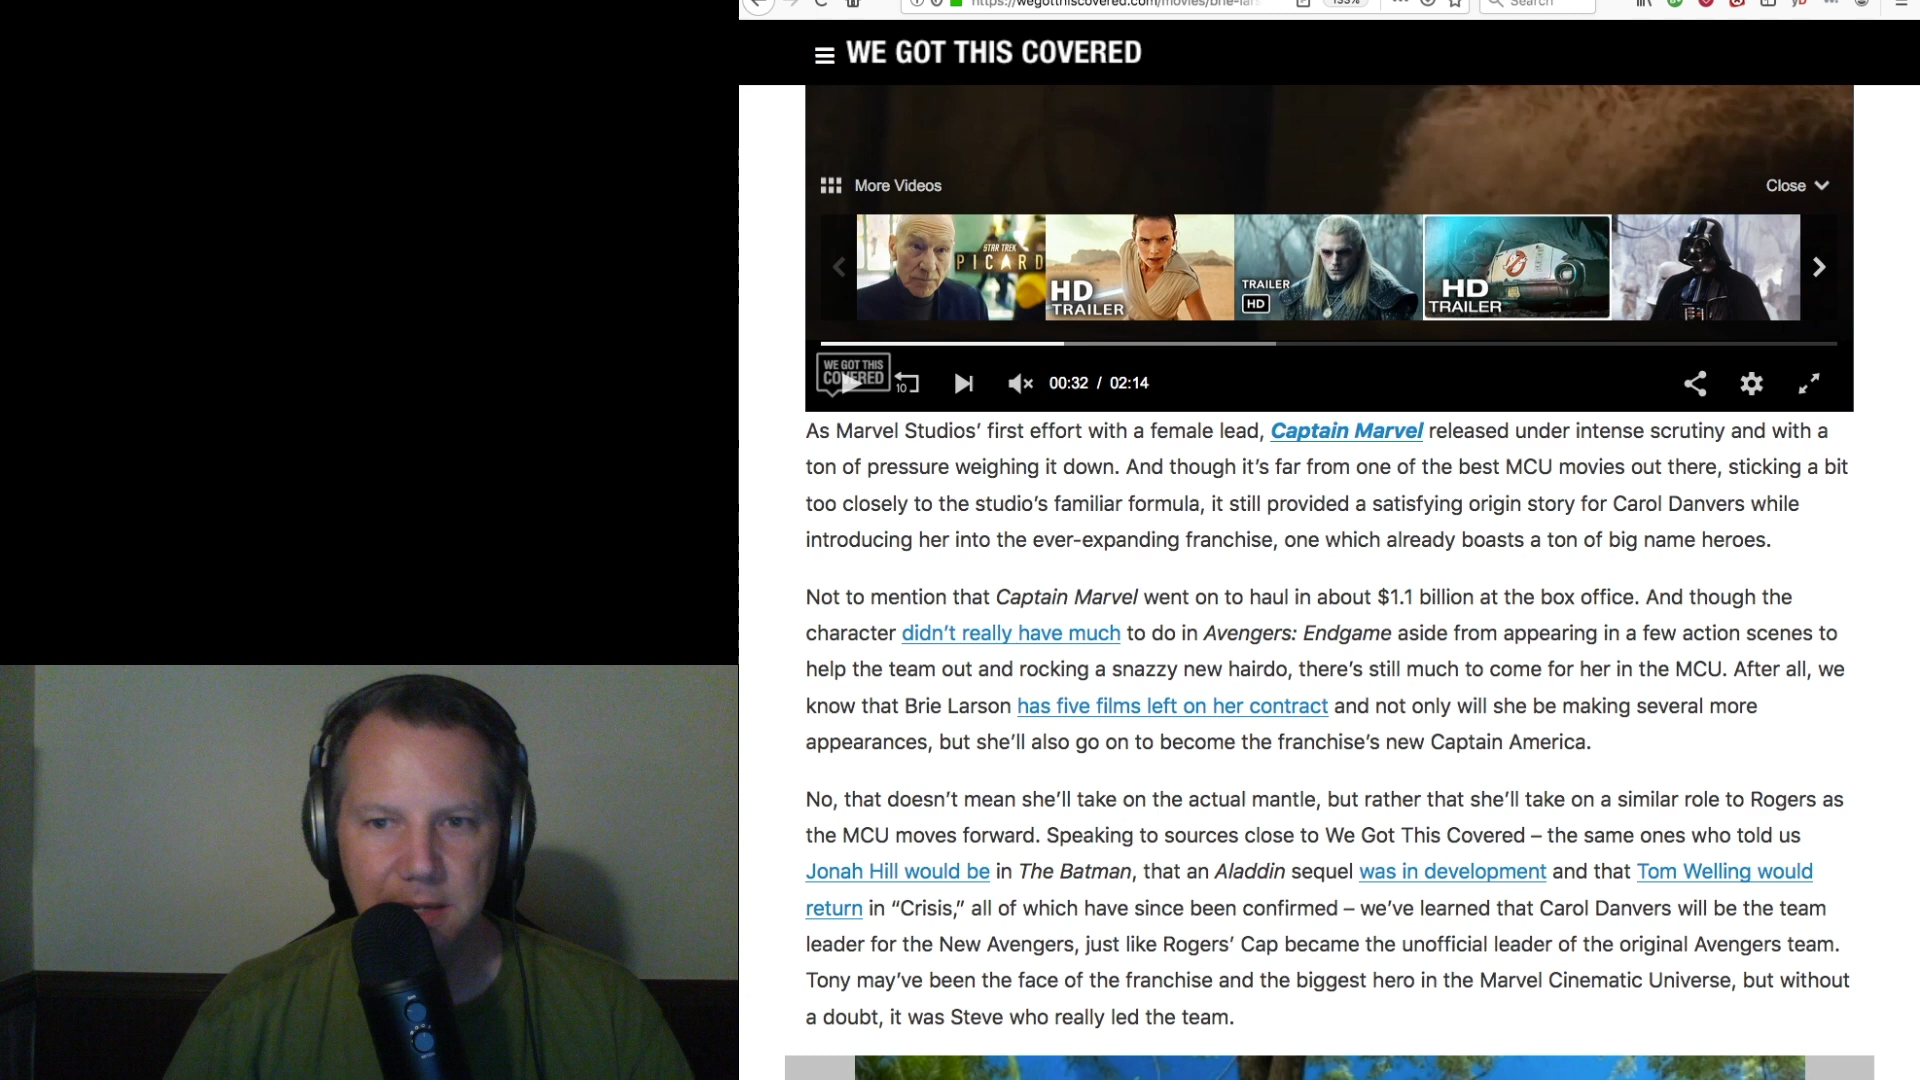 https://wegotthiscovered.com/movies/brie-lars
133%
Search
WE GOT THIS COVERED
More Videos
Close
STAR TREK
PICARD
HD
TRAILER
TRAILER
HD
HD
TRAILER
WE GOT THIS
COVERED
10
00:32 / 02:14
As Marvel Studios’ first effort with a female lead, Captain Marvel released under intense scrutiny and with a
ton of pressure weighing it down. And though it’s far from one of the best MCU movies out there, sticking a bit
too closely to the studio’s familiar formula, it still provided a satisfying origin story for Carol Danvers while
introducing her into the ever-expanding franchise, one which already boasts a ton of big name heroes.
Not to mention that Captain Marvel went on to haul in about $1.1 billion at the box office. And though the
character didn’t really have much to do in Avengers: Endgame aside from appearing in a few action scenes to
help the team out and rocking a snazzy new hairdo, there’s still much to come for her in the MCU. After all, we
know that Brie Larson has five films left on her contract and not only will she be making several more
appearances, but she’ll also go on to become the franchise’s new Captain America.
No, that doesn’t mean she’ll take on the actual mantle, but rather that she’ll take on a similar role to Rogers as
the MCU moves forward. Speaking to sources close to We Got This Covered – the same ones who told us
Jonah Hill would be in The Batman, that an Aladdin sequel was in development and that Tom Welling would
return in “Crisis,” all of which have since been confirmed – we’ve learned that Carol Danvers will be the team
leader for the New Avengers, just like Rogers’ Cap became the unofficial leader of the original Avengers team.
Tony may’ve been the face of the franchise and the biggest hero in the Marvel Cinematic Universe, but without
a doubt, it was Steve who really led the team.